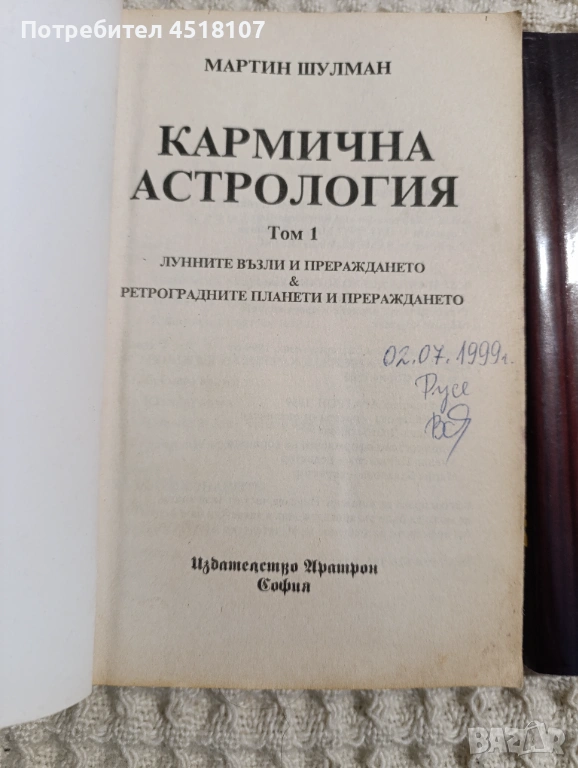 Потребител 4518107
МАРТИН ШУЛМАН
КАРМИЧНА
АСТРОЛОГИЯ
Том 1
ЛУННИТЕ ВЪЗЛИ И ПРЕРАЖДАНЕТО
&
РЕТРОГРАДНИТЕ ПЛАНЕТИ И ПРЕРАЖДАНЕТО
02.07.1999г.
Русе
Издателство Аратрон
София
BAZAR